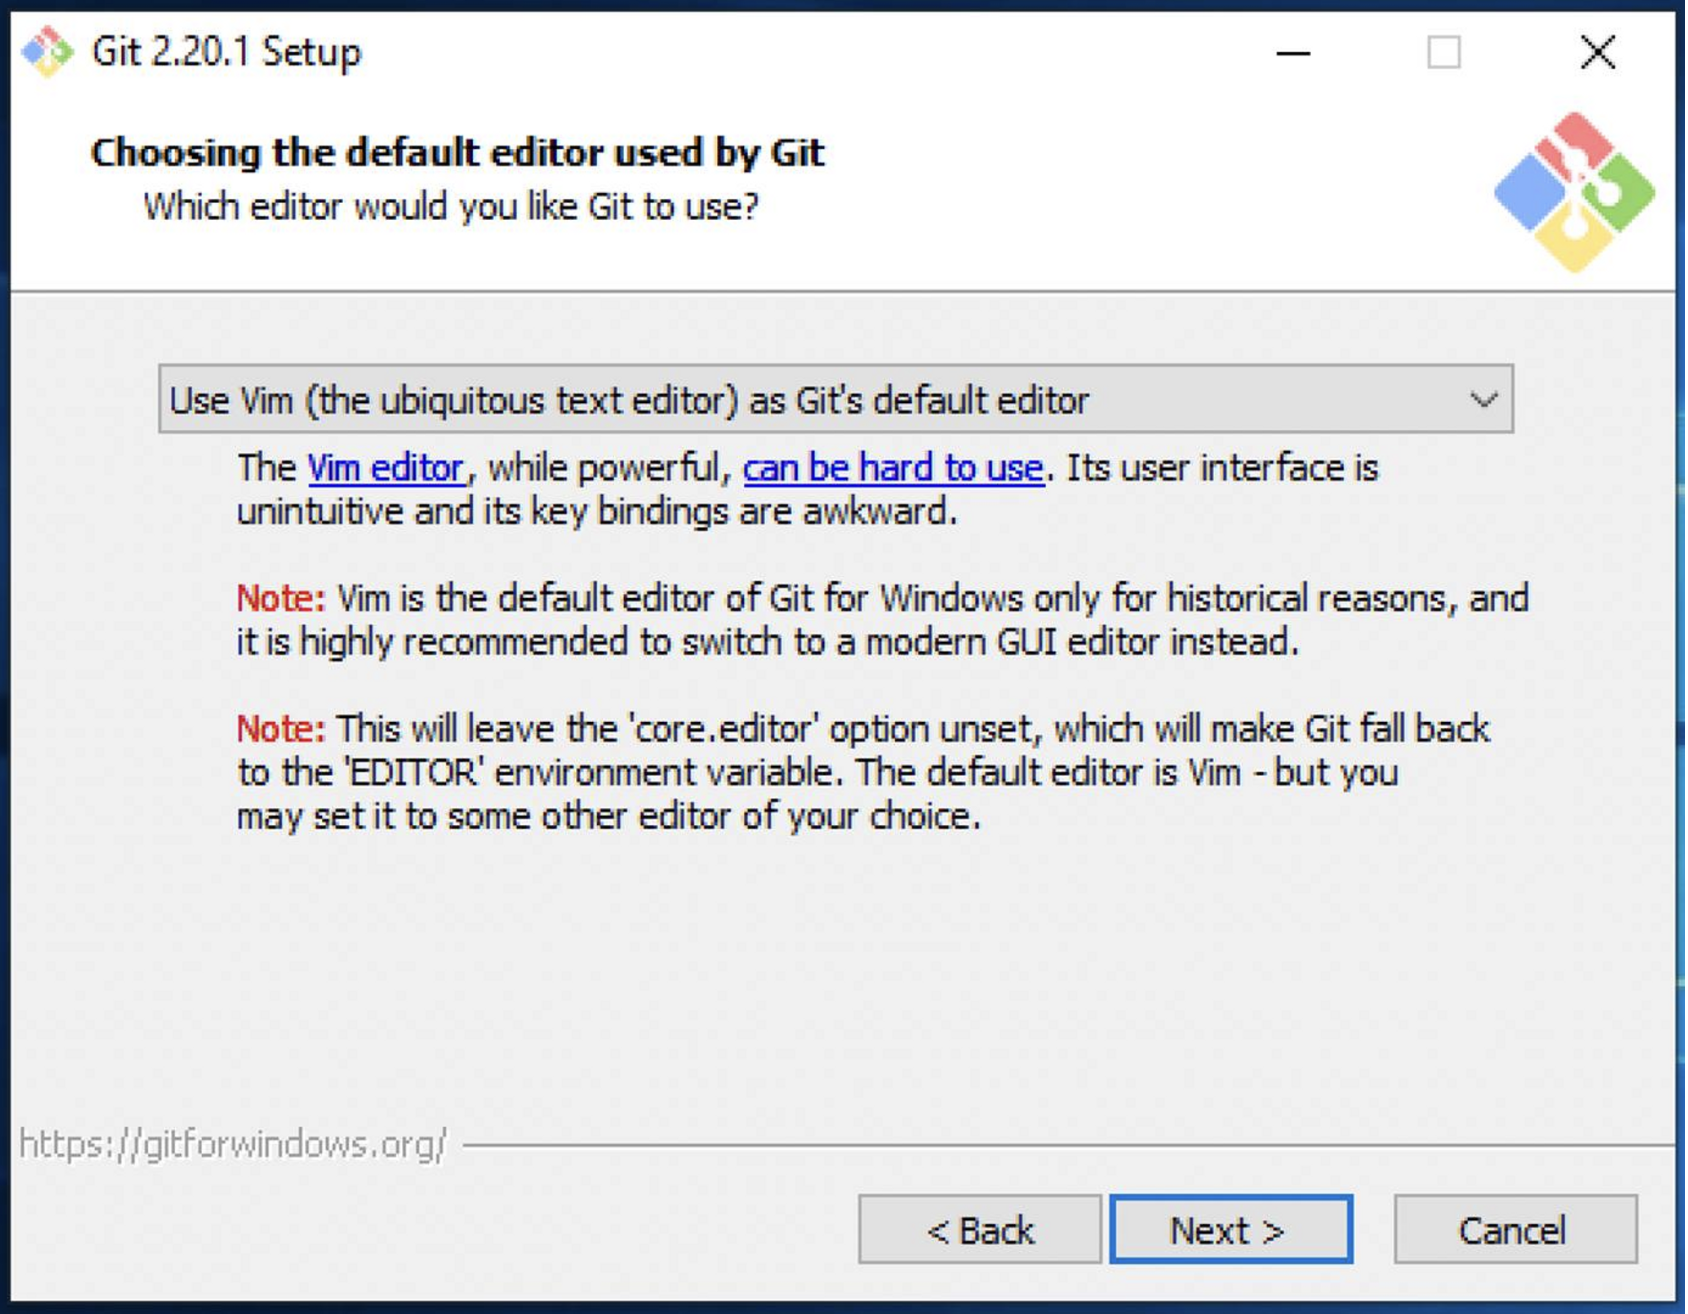 Git 2.20.1 Setup
Choosing the default editor used by Git
Which editor would you like Git to use?
Use Vim (the ubiquitous text editor) as Git's default editor
The Vim editor, while powerful, can be hard to use. Its user interface is
unintuitive and its key bindings are awkward.
Note: Vim is the default editor of Git for Windows only for historical reasons, and
it is highly recommended to switch to a modern GUI editor instead.
Note: This will leave the 'core.editor' option unset, which will make Git fall back
to the 'EDITOR' environment variable. The default editor is Vim - but you
may set it to some other editor of your choice.
https://gitforwindows.org/
< Back
Next >
Cancel